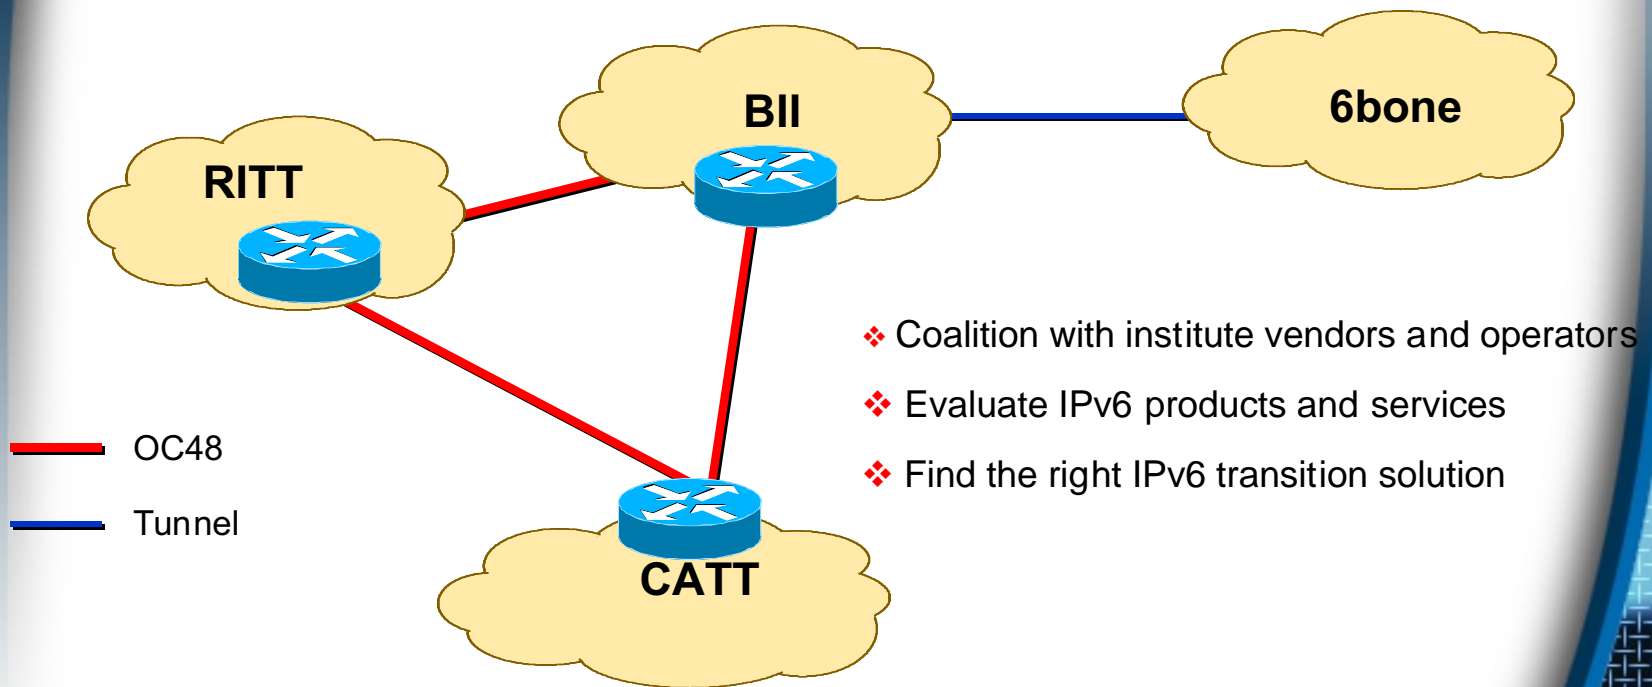 BII
6bone
RITT
Coalition with institute vendors and operators
Evaluate IPv6 products and services
OC48
Find the right IPv6 transition solution
Tunnel
CATT